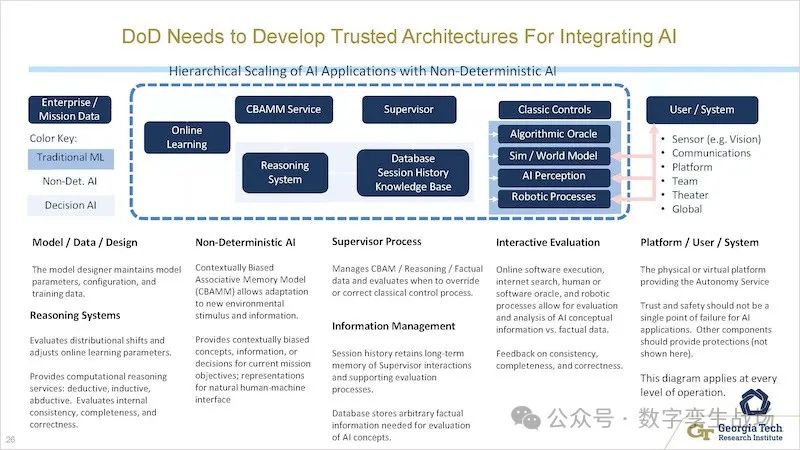 DoD Needs to Develop Trusted Architectures For Integrating AI
Hierarchical Scaling of AI Applications with Non-Deterministic AI
Enterprise /
Mission Data
Color Key:
Traditional ML
Non-Det. AI
Decision AI
Online
Learning
CBAMM Service
Reasoning
System
Supervisor
Database
Session History
Knowledge Base
Classic Controls
Algorithmic Oracle
Sim / World Model
AI Perception
Robotic Processes
User / System
• Sensor (e.g. Vision)
• Communications
• Platform
• Team
• Theater
• Global
Model / Data / Design
The model designer maintains model
parameters, configuration, and
training data.
Reasoning Systems
Evaluates distributional shifts and
adjusts online learning parameters.
Provides computational reasoning
services: deductive, inductive,
abductive. Evaluates internal
consistency, completeness, and
correctness.
Non-Deterministic AI
Contextually Biased
Associative Memory Model
(CBAMM) allows adaptation
to new environmental
stimulus and information.
Provides contextually biased
concepts, information, or
decisions for current mission
objectives; representations
for natural human-machine
interface
Supervisor Process
Manages CBAM / Reasoning / Factual
data and evaluates when to override
or correct classical control process.
Information Management
Session history retains long-term
memory of Supervisor interactions
and supporting evaluation
processes.
Database stores arbitrary factual
information needed for evaluation
of AI concepts.
Interactive Evaluation
Online software execution,
internet search, human or
software oracle, and robotic
processes allow for evaluation
and analysis of AI conceptual
information vs. factual data.
Feedback on consistency,
completeness, and correctness.
Platform / User / System
The physical or virtual platform
providing the Autonomy Service
Trust and safety should not be a
single point of failure for AI
applications. Other components
should provide protections (not
shown here).
This diagram applies at every
level of operation.
公众号 · 数字孪生战场
GT Georgia Tech
Research Institute
26